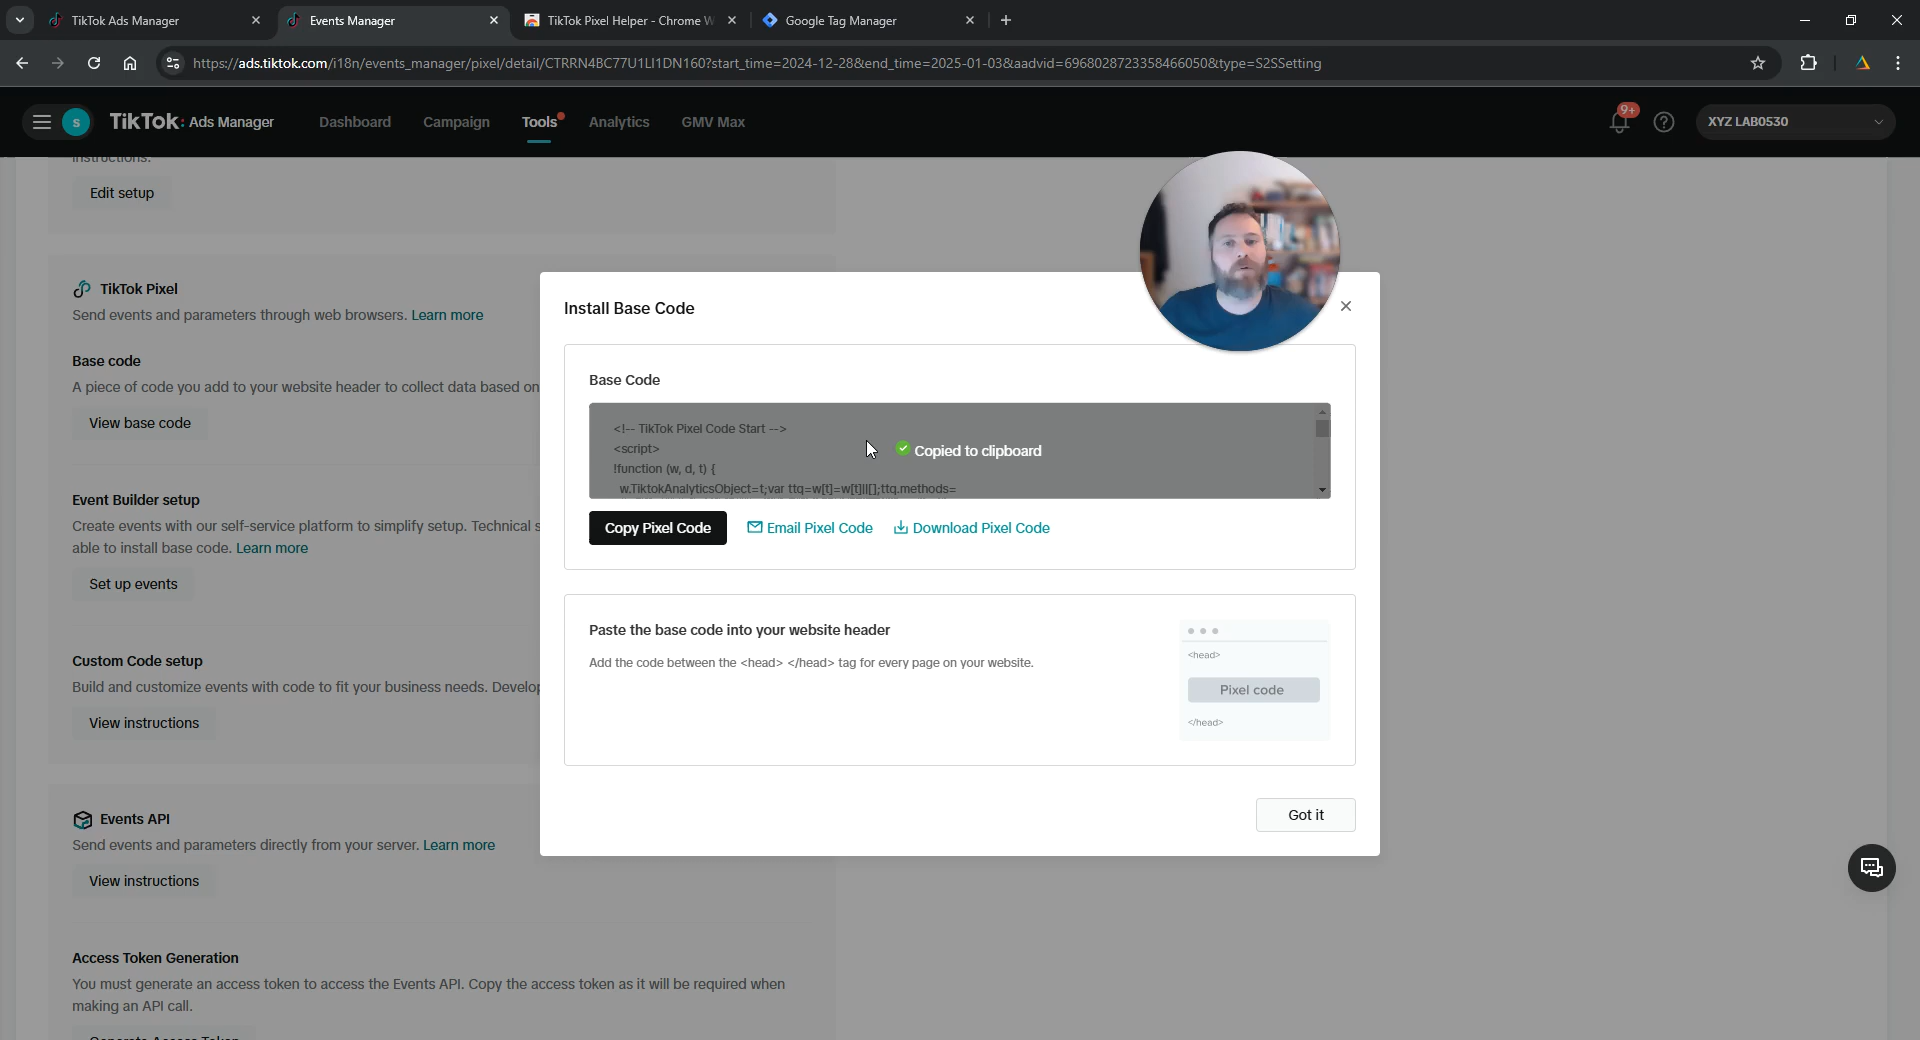 TikTok Ads Manager
Events Manager
TikTok Pixel Helper - Chrome W
Google Tag Manager
https://ads.tiktok.com/i18n/events_manager/pixel/detail/CTRRN4BC77U1LI1DN160?start_time=2024-12-28&end_time=2025-01-03&aadvid=6968028723358466050&type=S2SSetting
S
TikTok: Ads Manager
Dashboard
Campaign
Tools
Analytics
GMV Max
9+
XYZ LAB0530
instructions.
Edit setup
TikTok Pixel
Send events and parameters through web browsers. Learn more
Base code
A piece of code you add to your website header to collect data based on
View base code
Event Builder setup
Create events with our self-service platform to simplify setup. Technical s
able to install base code. Learn more
Set up events
Custom Code setup
Build and customize events with code to fit your business needs. Develop
View instructions
Events API
Send events and parameters directly from your server. Learn more
View instructions
Access Token Generation
You must generate an access token to access the Events API. Copy the access token as it will be required when
making an API call.
Generate Access Token
Install Base Code
Base Code
<!-- TikTok Pixel Code Start -->
<script>
!function (w, d, t) {
w.TiktokAnalyticsObject=t;var ttq=w[t]=w[t]||[];ttq.methods=
Copied to clipboard
Copy Pixel Code
Email Pixel Code
Download Pixel Code
Paste the base code into your website header
Add the code between the <head> </head> tag for every page on your website.
<head>
Pixel code
</head>
Got it